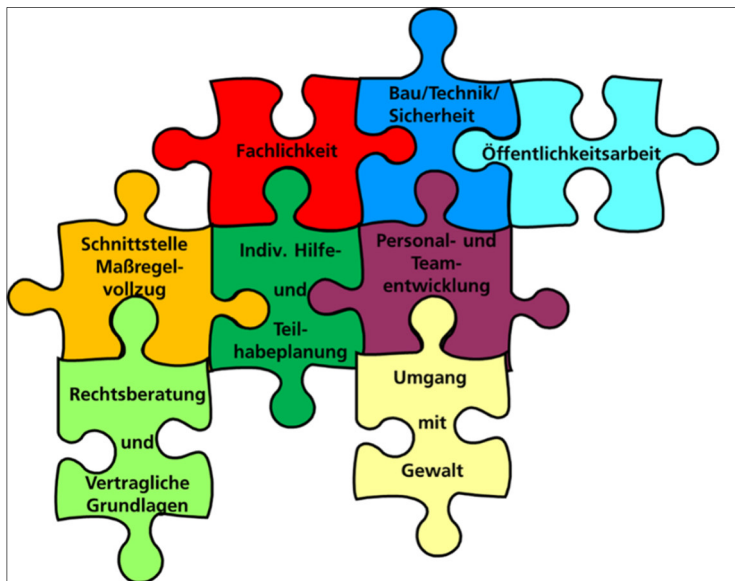 Bau/Technik/
Sicherheit
Fachlichkeit
Öffentlichkeitsarbeit
Schnittstelle
Maßregel-
vollzug
Indiv. Hilfe-
und
Teil-
habeplanung
Personal- und
Team-
entwicklung
Rechtsberatung
und
Vertragliche
Grundlagen
Umgang
mit
Gewalt